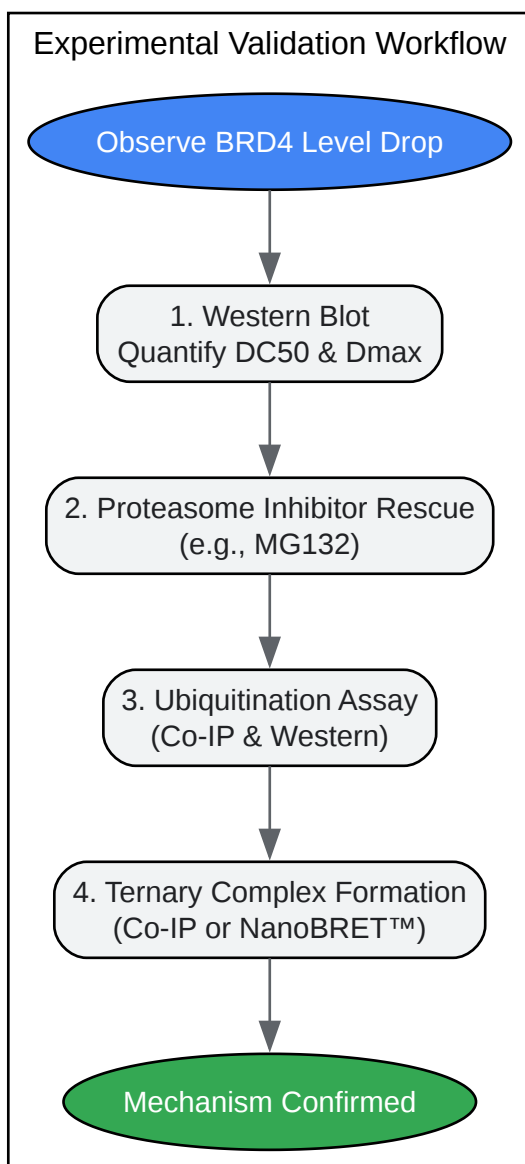 Experimental Validation Workflow
Observe BRD4 Level Drop
1. Western Blot
Quantify DC50 & Dmax
2. Proteasome Inhibitor Rescue
(e.g., MG132)
3. Ubiquitination Assay
(Co-IP & Western)
4. Ternary Complex Formation
(Co-IP or NanoBRET™)
Mechanism Confirmed